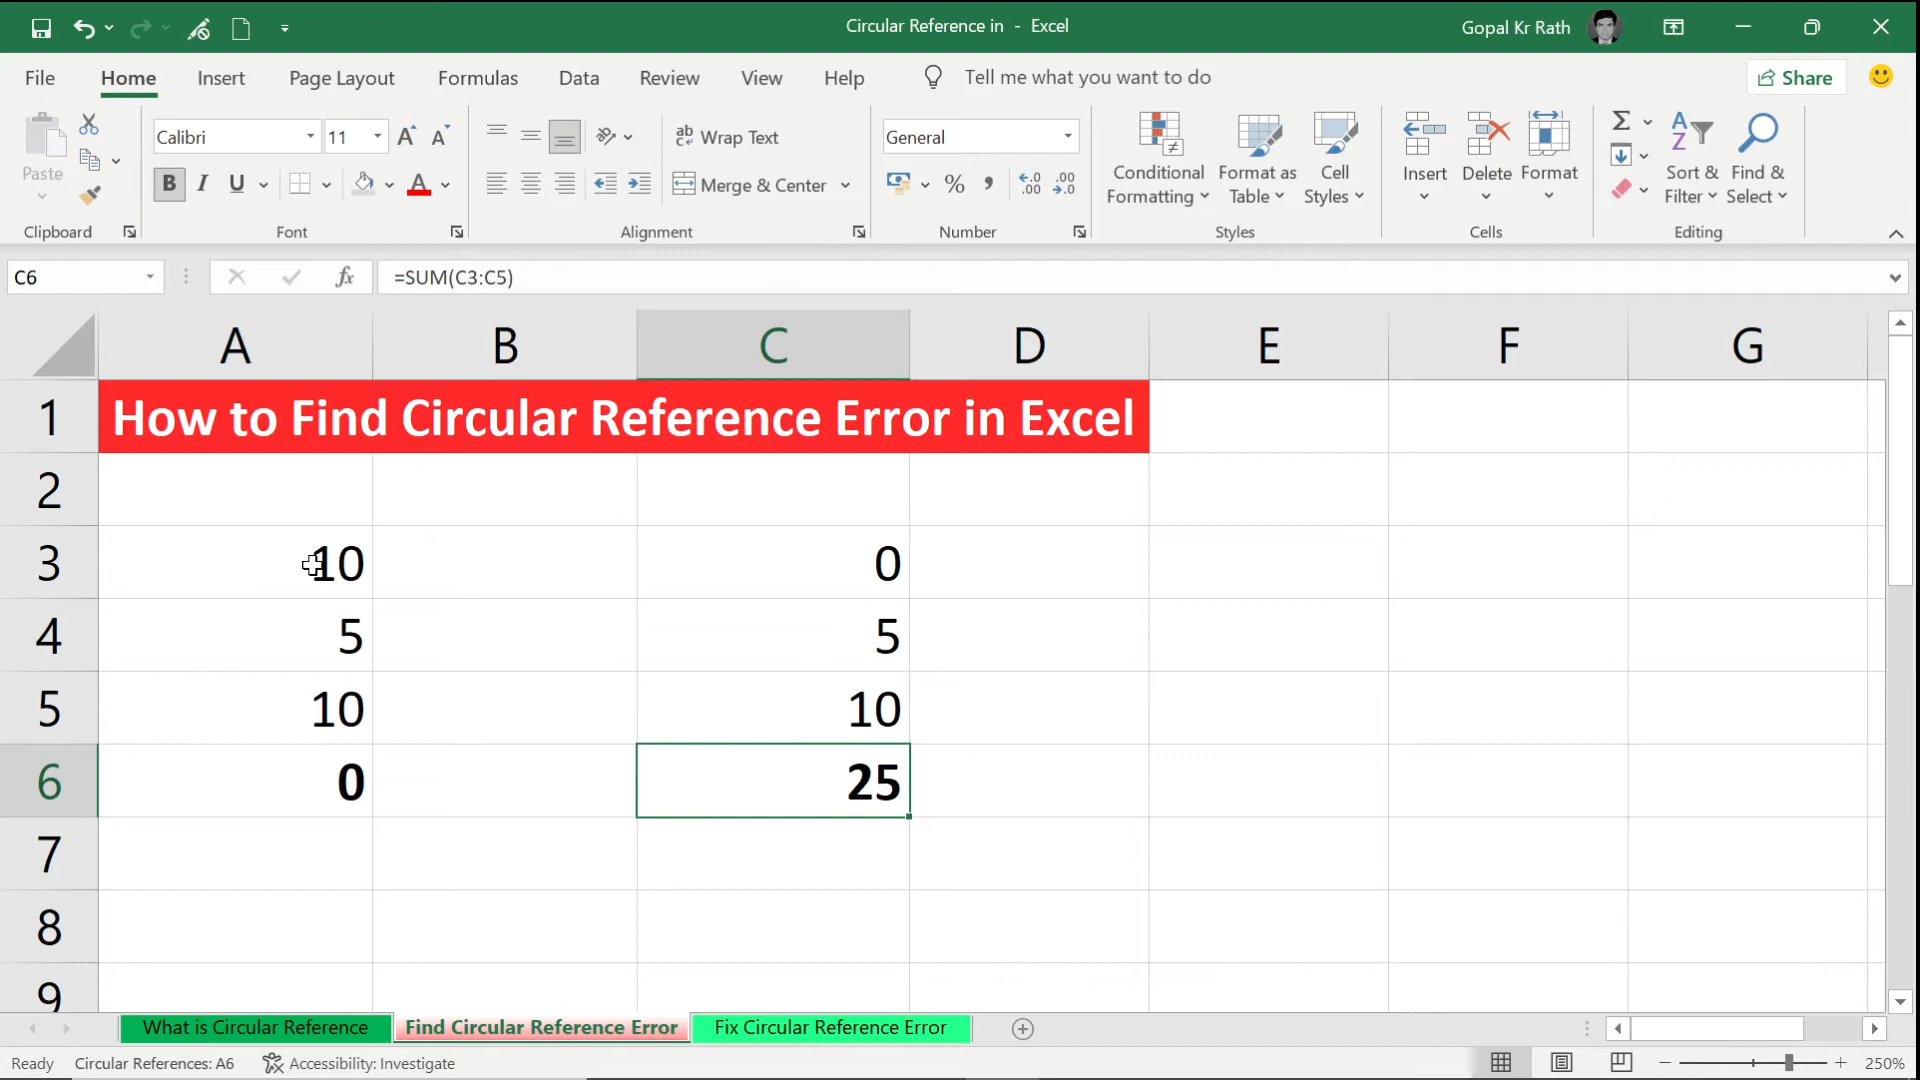 Circular Reference in - Excel
Gopal Kr Rath
File Home Insert Page Layout Formulas Data Review View Help Tell me what you want to do Share
Paste
Calibri 11
B I U
ab Wrap Text
Merge & Center
General
% , .00 .00
Conditional Formatting
Format as Table
Cell Styles
Insert Delete Format
Sort & Filter
Find & Select
Clipboard Font Alignment Number Styles Cells Editing
C6 fx =SUM(C3:C5)
A B C D E F G
1 How to Find Circular Reference Error in Excel
2
3 10 0
4 5 5
5 10 10
6 0 25
7
8
9
What is Circular Reference Find Circular Reference Error Fix Circular Reference Error
Ready Circular References: A6 Accessibility: Investigate 250%